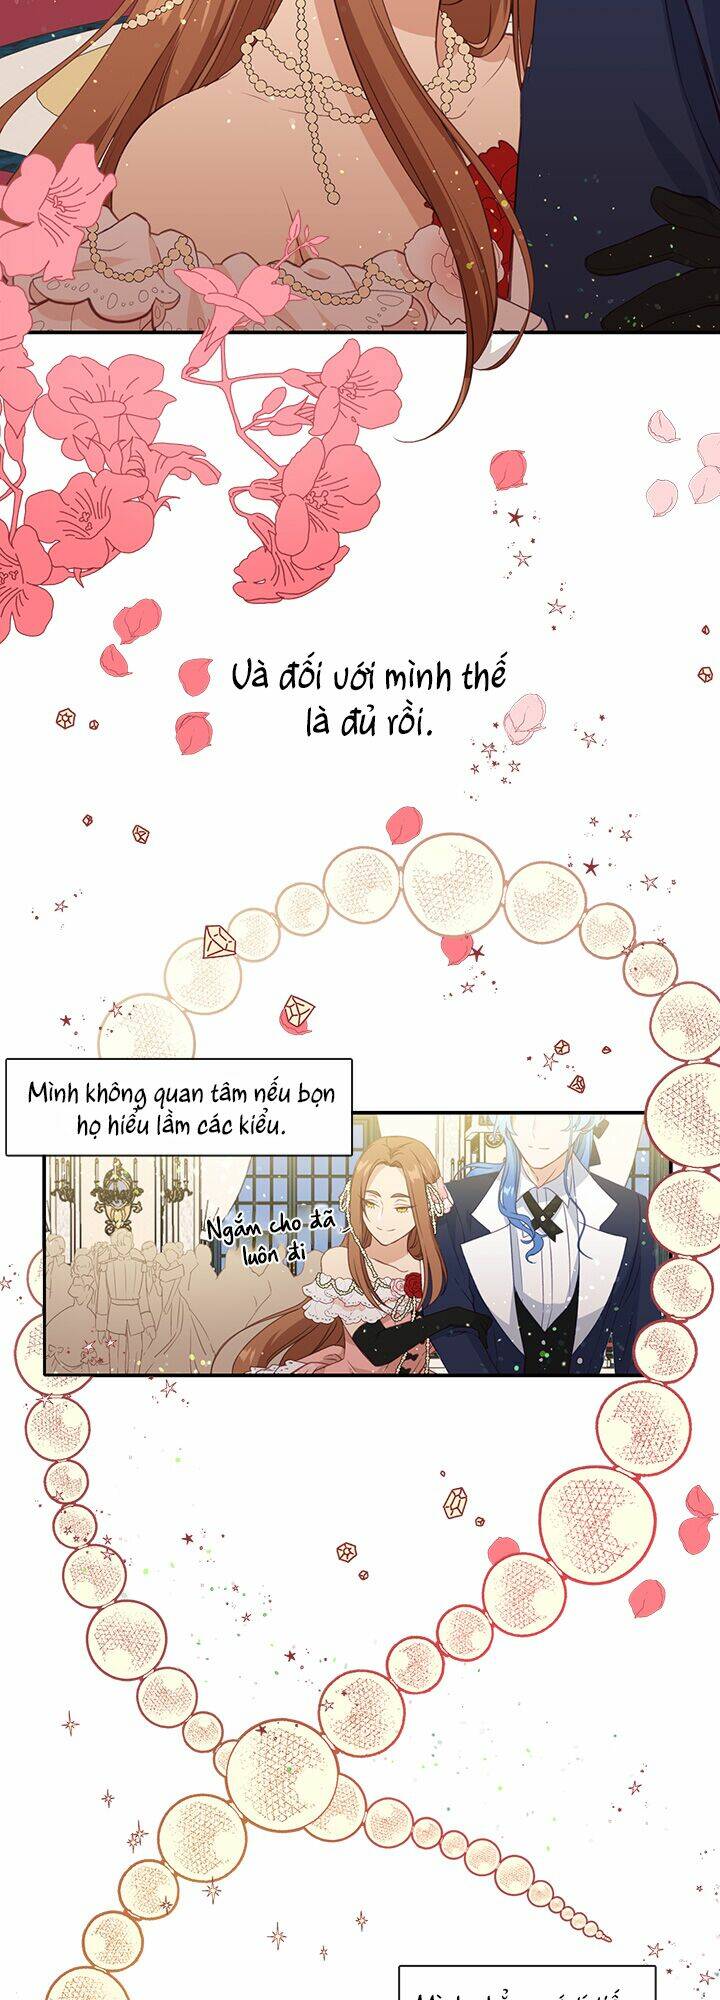 Và đối với mình thế
là đủ rồi.
Mình không quan tâm nếu bọn
họ hiểu lầm các kiểu.
Ngắm cho đã
luôn đi